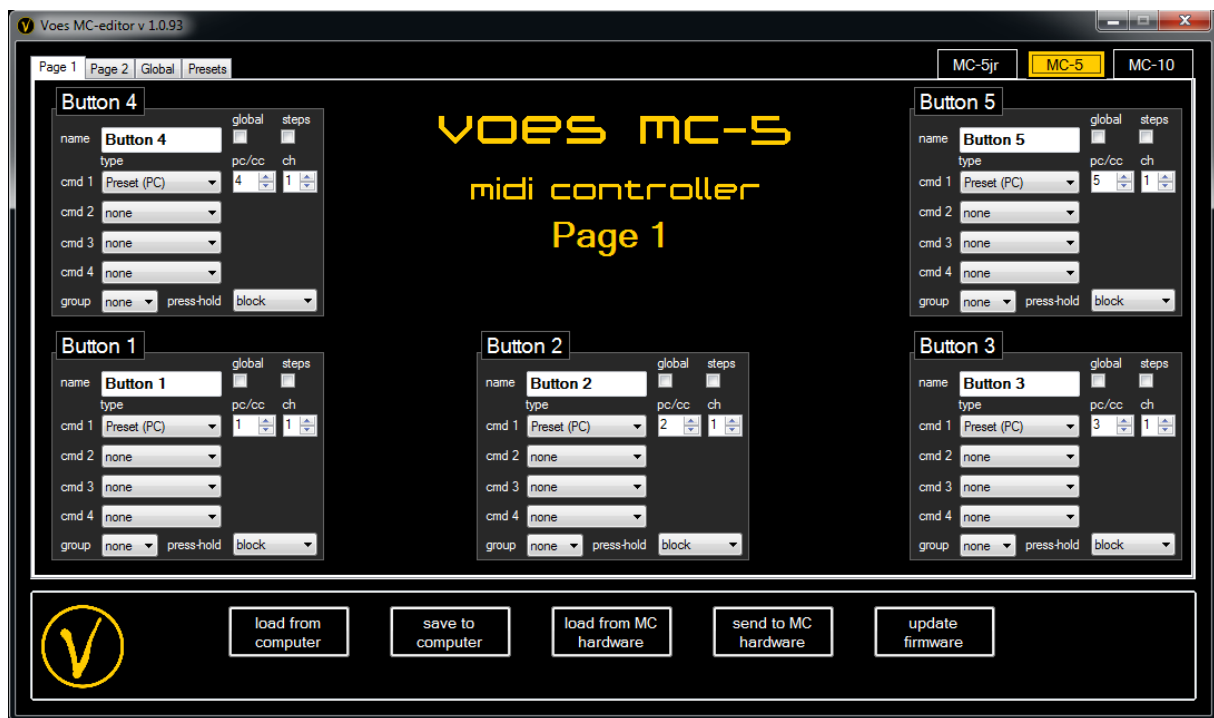 Voes MC-editor v 1.0.93
Page 1 Page 2 Global Presets
MC-5jr MC-5 MC-10
Button 4
global steps
name Button 4
type pc/cc ch
cmd 1 Preset (PC) 4 1
cmd 2 none
cmd 3 none
cmd 4 none
group none press-hold block
voes mc-5
midi controller
Page 1
Button 5
global steps
name Button 5
type pc/cc ch
cmd 1 Preset (PC) 5 1
cmd 2 none
cmd 3 none
cmd 4 none
group none press-hold block
Button 1
global steps
name Button 1
type pc/cc ch
cmd 1 Preset (PC) 1 1
cmd 2 none
cmd 3 none
cmd 4 none
group none press-hold block
Button 2
global steps
name Button 2
type pc/cc ch
cmd 1 Preset (PC) 2 1
cmd 2 none
cmd 3 none
cmd 4 none
group none press-hold block
Button 3
global steps
name Button 3
type pc/cc ch
cmd 1 Preset (PC) 3 1
cmd 2 none
cmd 3 none
cmd 4 none
group none press-hold block
V
load from
computer
save to
computer
load from MC
hardware
send to MC
hardware
update
firmware